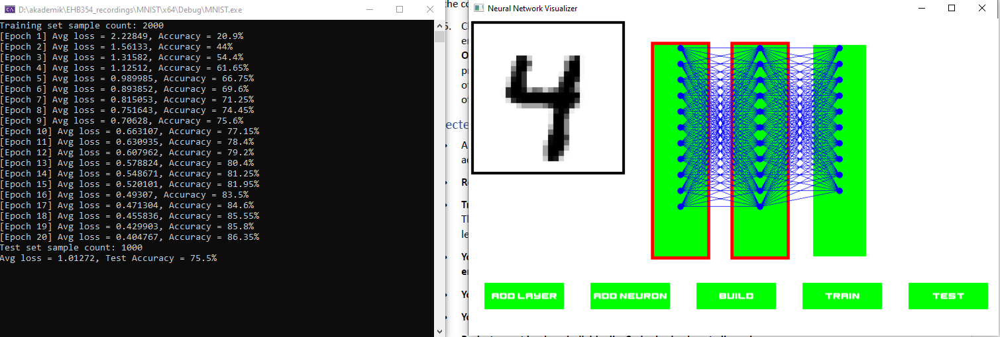 D:\akademik\EHB354_recordings\MNIST\x64\Debug\MNIST.exe
Training set sample count: 2000
[Epoch 1] Avg loss = 2.22849, Accuracy = 20.9%
[Epoch 2] Avg loss = 1.56133, Accuracy = 44%
[Epoch 3] Avg loss = 1.31582, Accuracy = 54.4%
[Epoch 4] Avg loss = 1.12512, Accuracy = 61.65%
[Epoch 5] Avg loss = 0.989985, Accuracy = 66.75%
[Epoch 6] Avg loss = 0.893852, Accuracy = 69.6%
[Epoch 7] Avg loss = 0.815053, Accuracy = 71.25%
[Epoch 8] Avg loss = 0.751643, Accuracy = 74.45%
[Epoch 9] Avg loss = 0.70628, Accuracy = 75.6%
[Epoch 10] Avg loss = 0.663107, Accuracy = 77.15%
[Epoch 11] Avg loss = 0.630935, Accuracy = 78.4%
[Epoch 12] Avg loss = 0.607962, Accuracy = 79.2%
[Epoch 13] Avg loss = 0.578824, Accuracy = 80.4%
[Epoch 14] Avg loss = 0.548671, Accuracy = 81.25%
[Epoch 15] Avg loss = 0.520101, Accuracy = 81.95%
[Epoch 16] Avg loss = 0.49307, Accuracy = 83.5%
[Epoch 17] Avg loss = 0.471304, Accuracy = 84.6%
[Epoch 18] Avg loss = 0.455836, Accuracy = 85.55%
[Epoch 19] Avg loss = 0.429903, Accuracy = 85.8%
[Epoch 20] Avg loss = 0.404767, Accuracy = 86.35%
Test set sample count: 1000
Avg loss = 1.01272, Test Accuracy = 75.5%
the
Neural Network Visualizer
4
ADD LAYER
ADD NEURON
BUILD
TRAIN
TEST